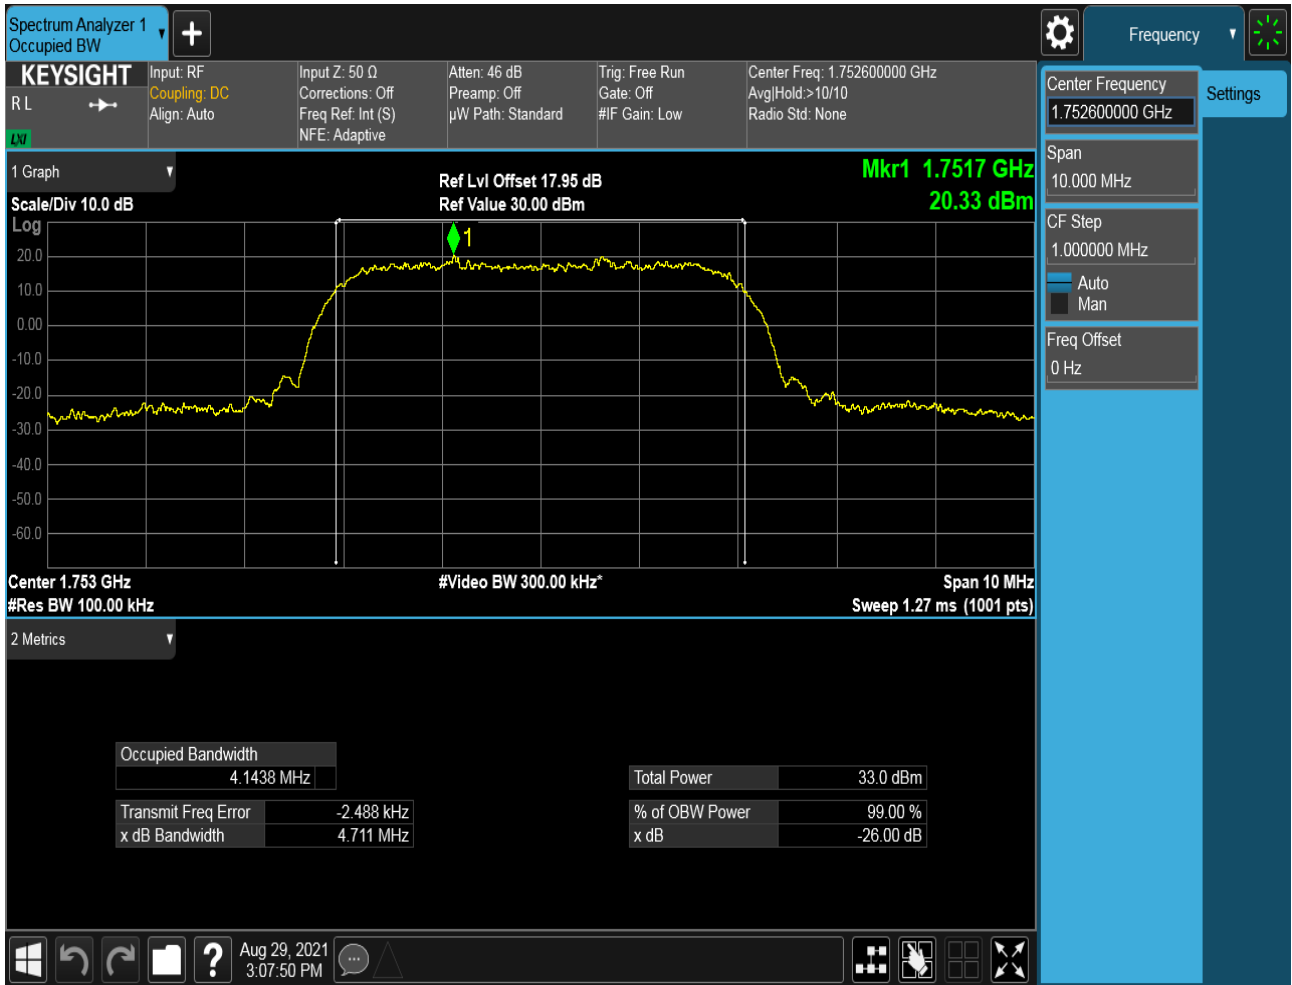 Spectrum Analyzer 1
Occupied BW
+
Frequency
KEYSIGHT
R L
LXI
Input: RF
Coupling: DC
Align: Auto
Input Z: 50 Ω
Corrections: Off
Freq Ref: Int (S)
NFE: Adaptive
Atten: 46 dB
Preamp: Off
µW Path: Standard
Trig: Free Run
Gate: Off
#IF Gain: Low
Center Freq: 1.752600000 GHz
Avg|Hold:>10/10
Radio Std: None
Center Frequency
1.752600000 GHz
Settings
Span
10.000 MHz
CF Step
1.000000 MHz
Auto
Man
Freq Offset
0 Hz
1 Graph
Scale/Div 10.0 dB
Log
Ref Lvl Offset 17.95 dB
Ref Value 30.00 dBm
Mkr1 1.7517 GHz
20.33 dBm
1
20.0
10.0
0.00
-10.0
-20.0
-30.0
-40.0
-50.0
-60.0
Center 1.753 GHz
#Video BW 300.00 kHz*
Span 10 MHz
#Res BW 100.00 kHz
Sweep 1.27 ms (1001 pts)
2 Metrics
Occupied Bandwidth
4.1438 MHz
Transmit Freq Error -2.488 kHz
x dB Bandwidth 4.711 MHz
Total Power 33.0 dBm
% of OBW Power 99.00 %
x dB -26.00 dB
?
Aug 29, 2021
3:07:50 PM